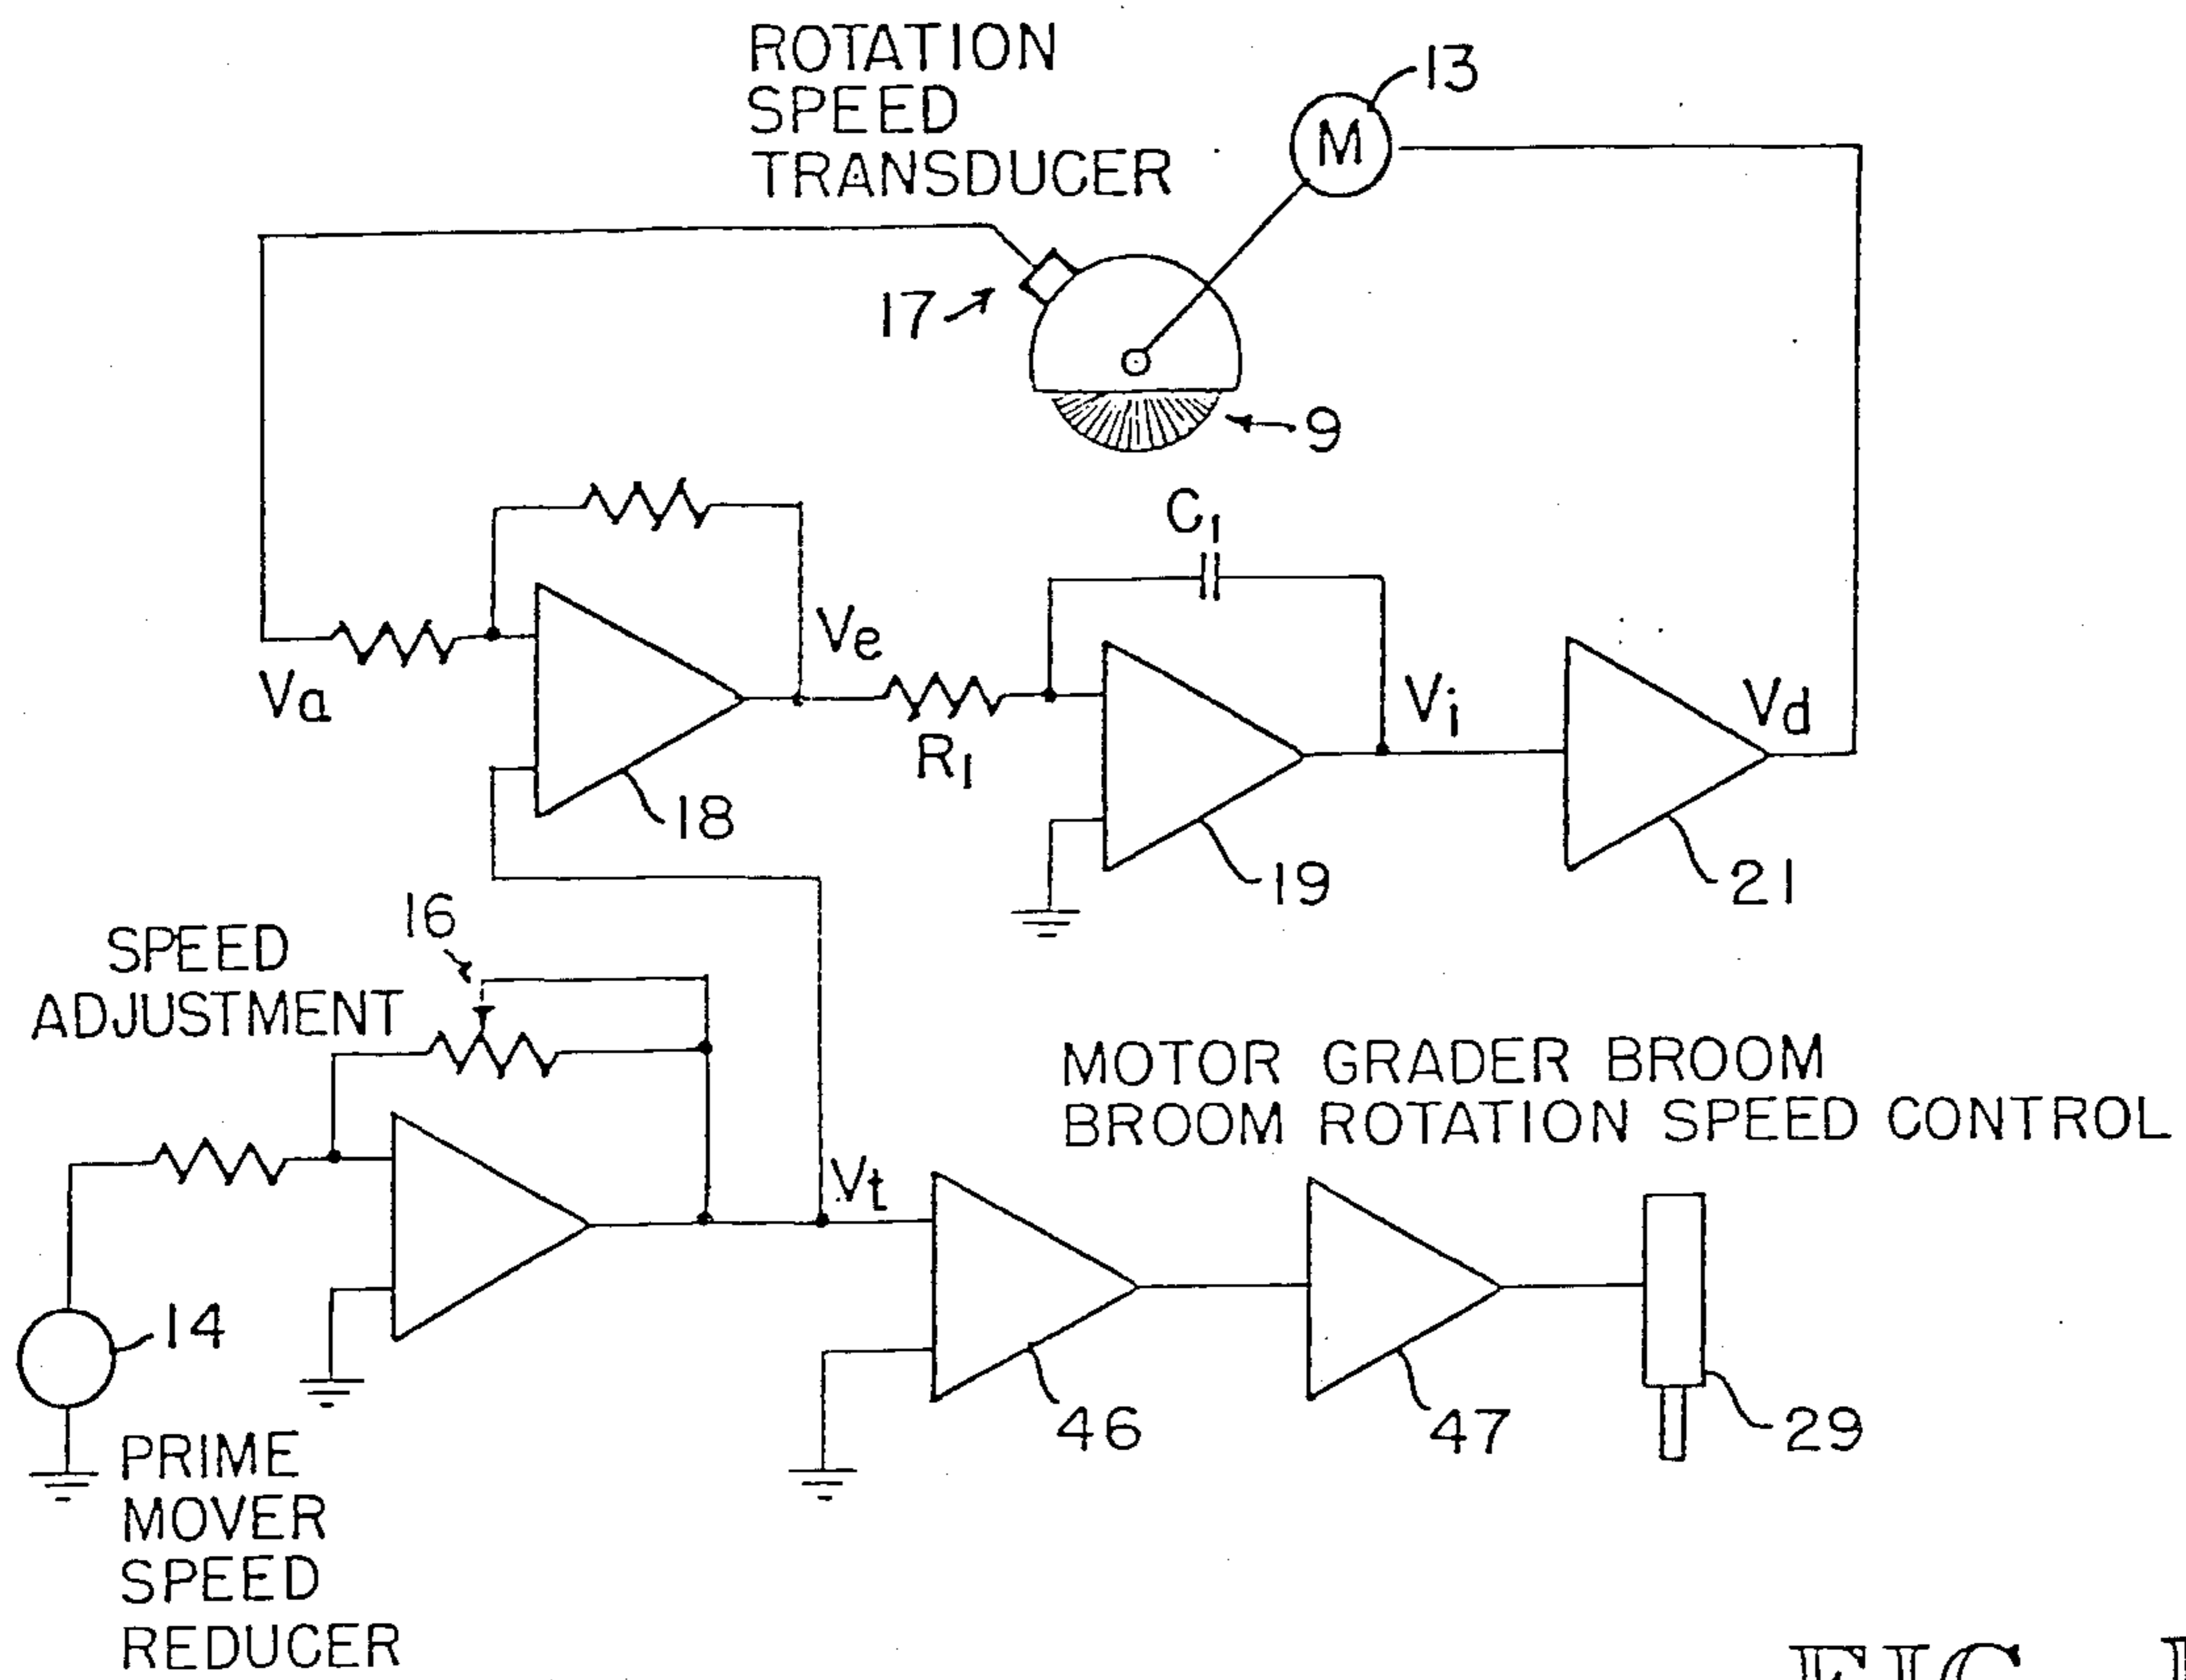 ROTATION
SPEED
TRANSDUCER
13
M
17
9
C1
Va
Ve
R1
Vi
Vd
18
19
21
16
SPEED
ADJUSTMENT
MOTOR GRADER BROOM
BROOM ROTATION SPEED CONTROL
Vt
14
46
47
29
PRIME
MOVER
SPEED
REDUCER